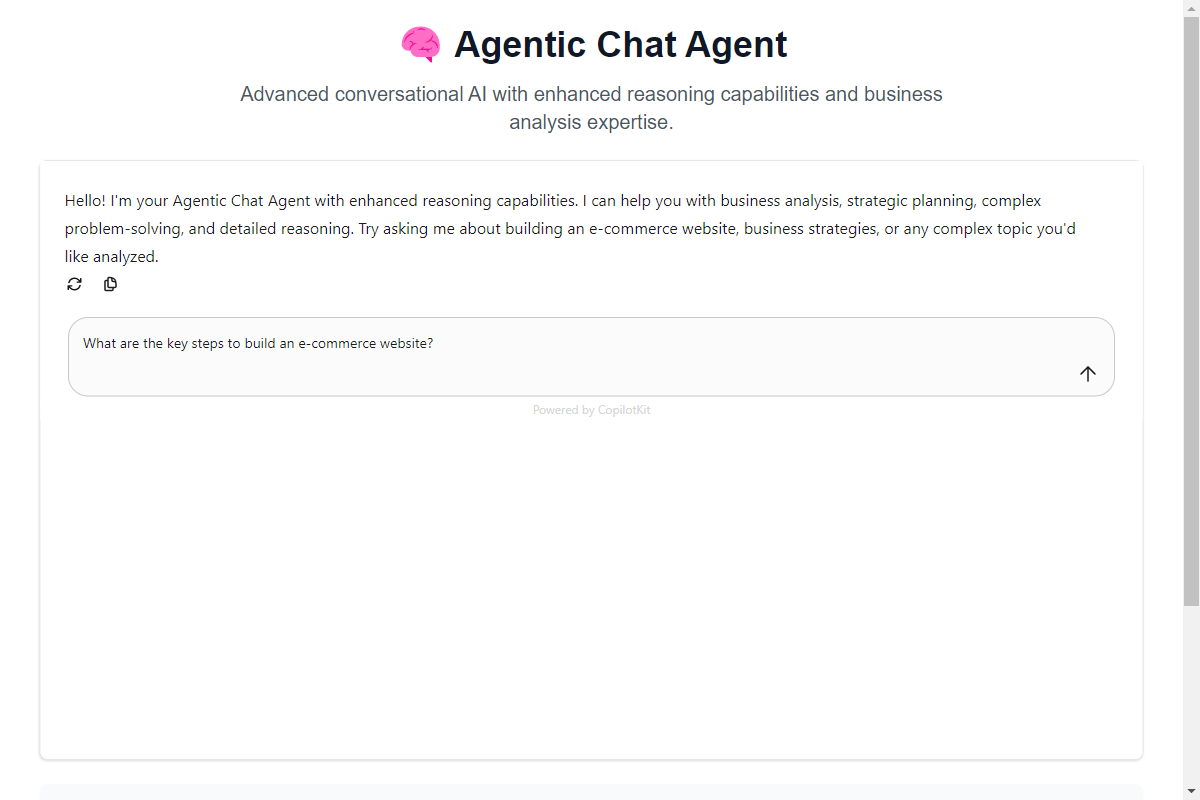 Agentic Chat Agent
Advanced conversational AI with enhanced reasoning capabilities and business
analysis expertise.
Hello! I'm your Agentic Chat Agent with enhanced reasoning capabilities. I can help you with business analysis, strategic planning, complex
problem-solving, and detailed reasoning. Try asking me about building an e-commerce website, business strategies, or any complex topic you'd
like analyzed.
What are the key steps to build an e-commerce website?
Powered by CopilotKit